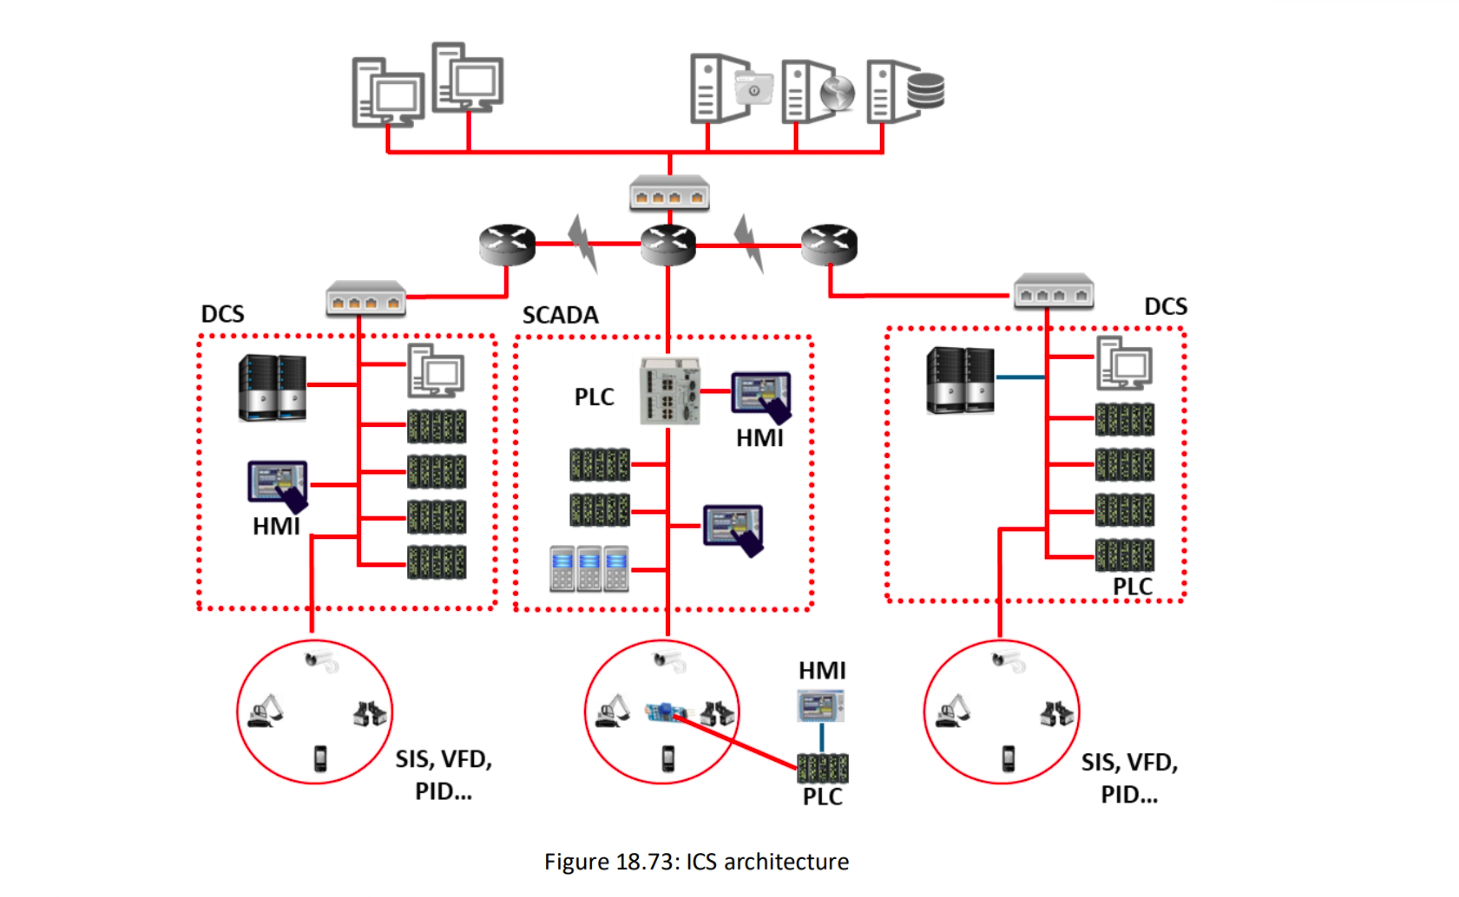 DCS
SCADA
DCS
PLC
HMI
HMI
PLC
HMI
SIS, VFD,
PID...
PLC
SIS, VFD,
PID...
Figure 18.73: ICS architecture